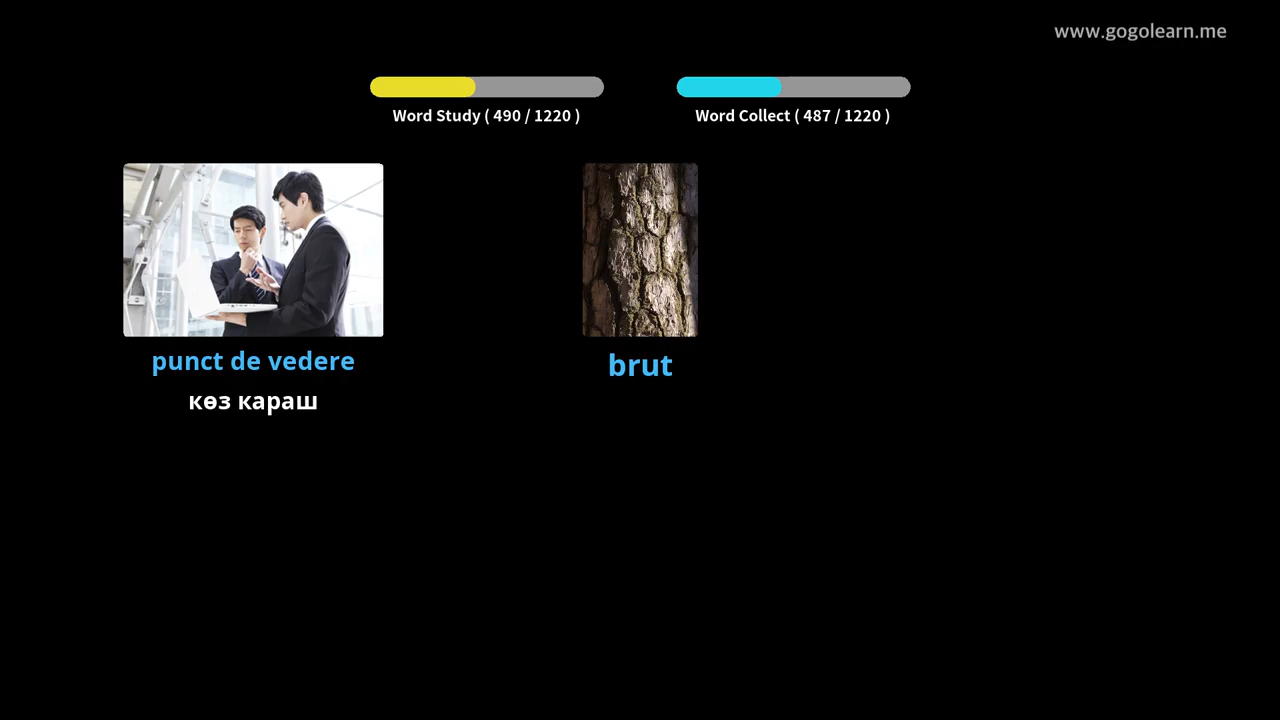 www.gogolearn.me
Word Study ( 490 / 1220 )
Word Collect ( 487 / 1220 )
punct de vedere
көз караш
brut